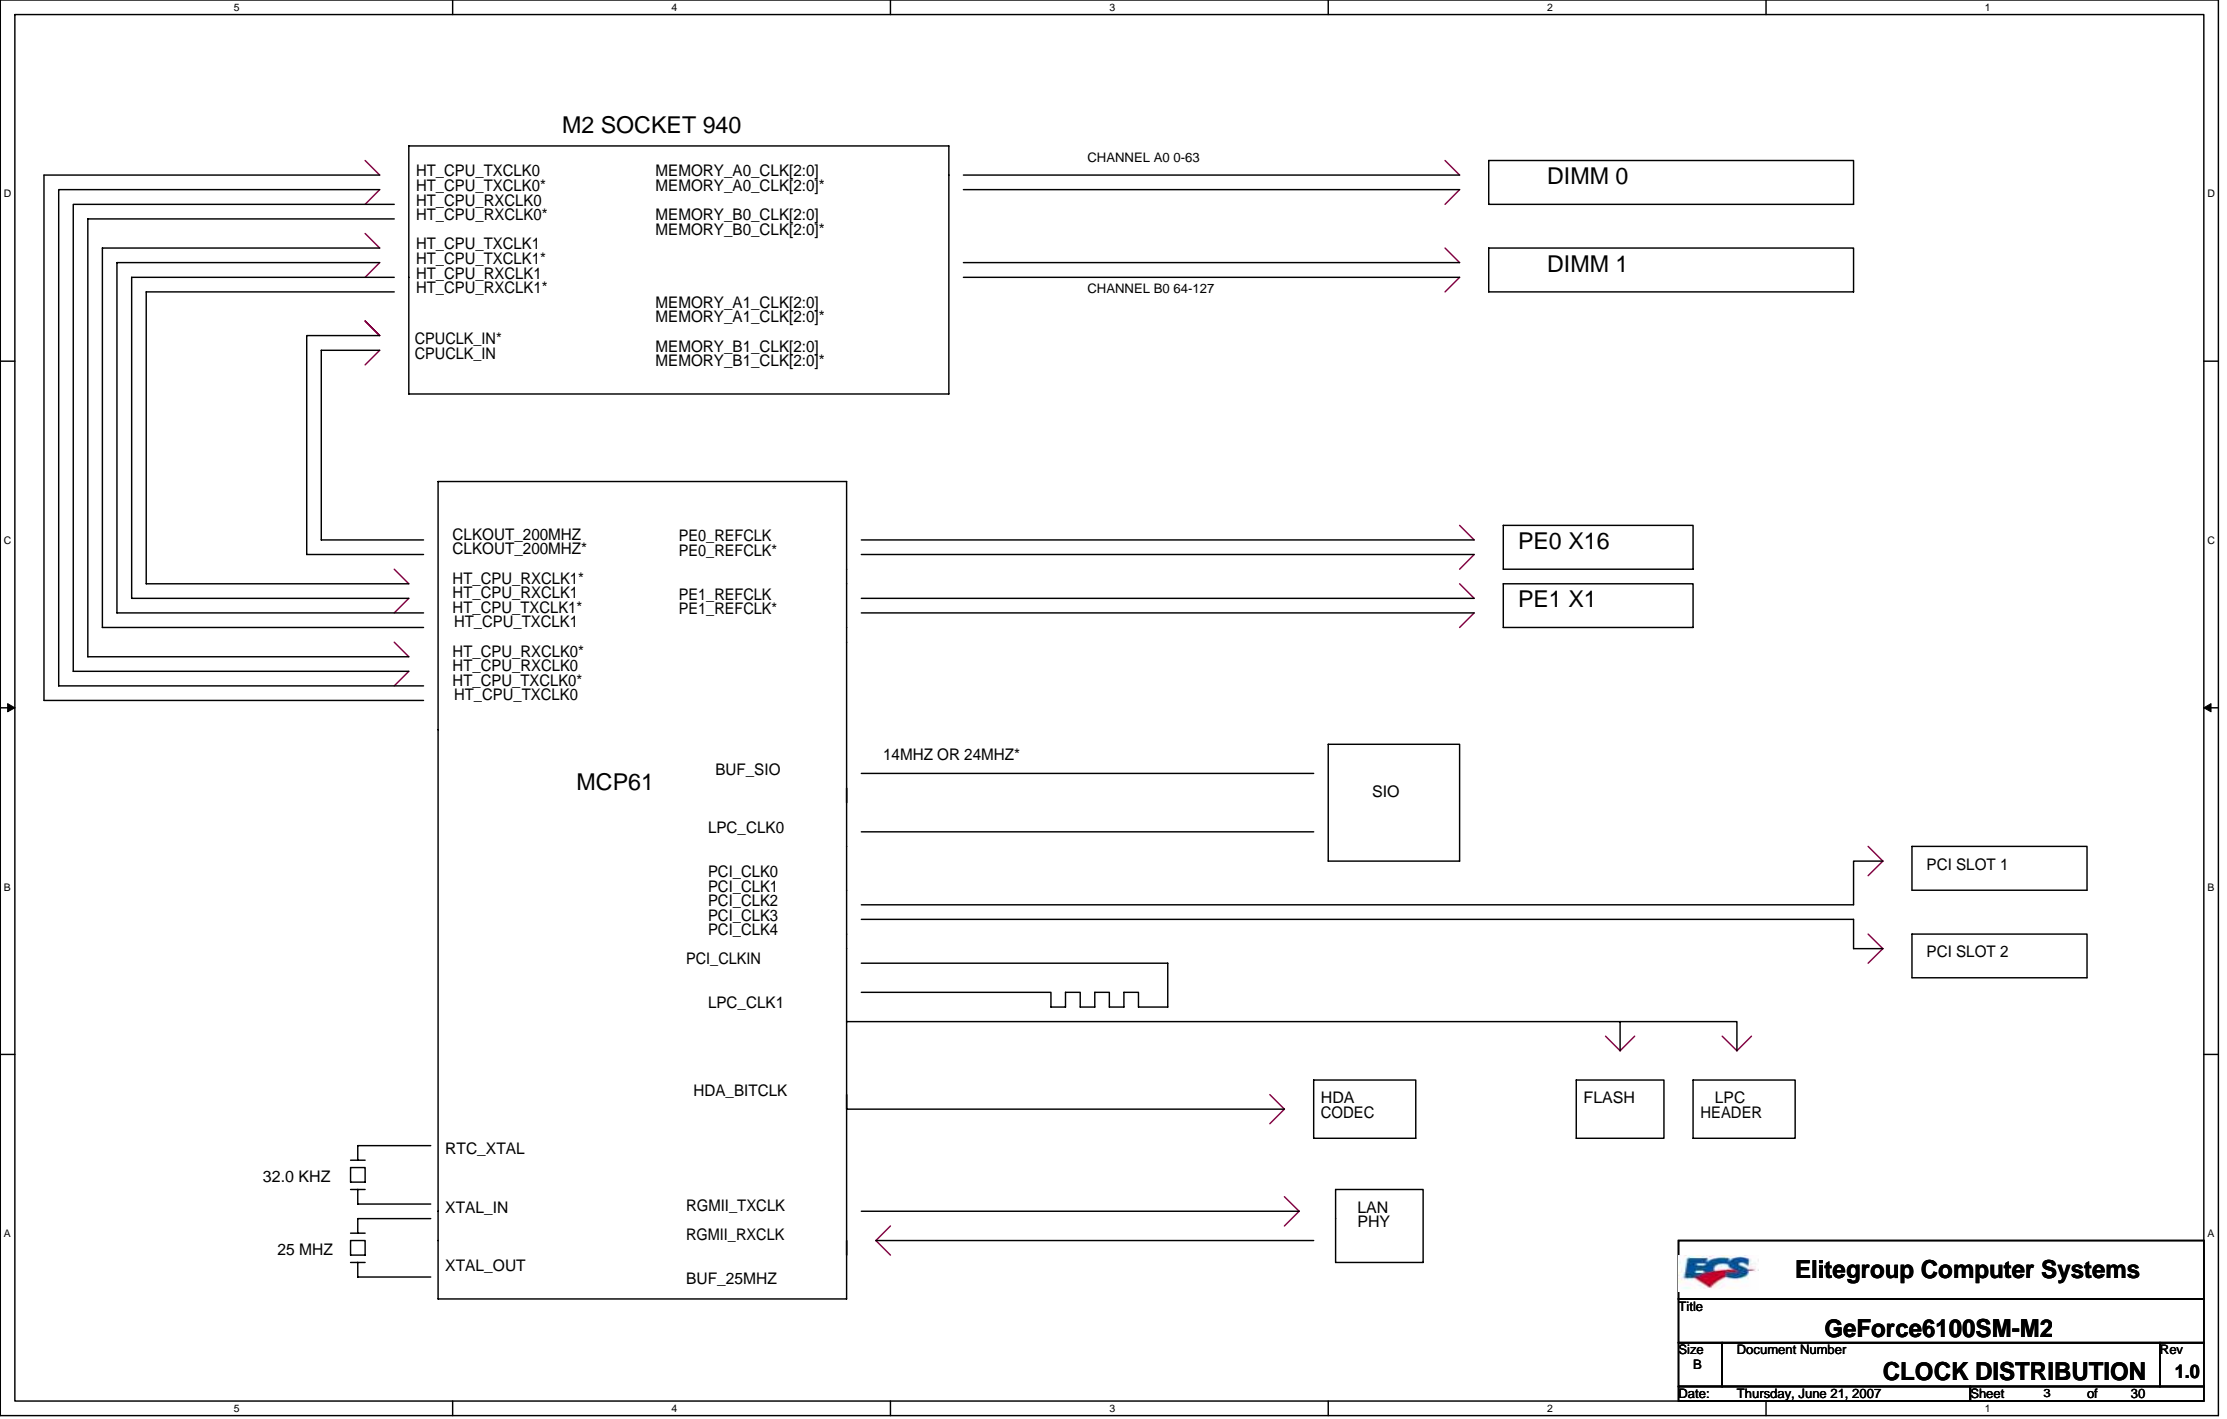 5 4 3 2 1
D D
C C
B B
A A
M2 SOCKET 940
HT_CPU_TXCLK0
HT_CPU_TXCLK0*
HT_CPU_RXCLK0
HT_CPU_RXCLK0*
HT_CPU_TXCLK1
HT_CPU_TXCLK1*
HT_CPU_RXCLK1
HT_CPU_RXCLK1*
CPUCLK_IN*
CPUCLK_IN
MEMORY_A0_CLK[2:0]
MEMORY_A0_CLK[2:0]*
MEMORY_B0_CLK[2:0]
MEMORY_B0_CLK[2:0]*
MEMORY_A1_CLK[2:0]
MEMORY_A1_CLK[2:0]*
MEMORY_B1_CLK[2:0]
MEMORY_B1_CLK[2:0]*
CHANNEL A0 0-63
DIMM 0
DIMM 1
CHANNEL B0 64-127
CLKOUT_200MHZ
CLKOUT_200MHZ*
HT_CPU_RXCLK1*
HT_CPU_RXCLK1
HT_CPU_TXCLK1*
HT_CPU_TXCLK1
HT_CPU_RXCLK0*
HT_CPU_RXCLK0
HT_CPU_TXCLK0*
HT_CPU_TXCLK0
PE0_REFCLK
PE0_REFCLK*
PE1_REFCLK
PE1_REFCLK*
PE0 X16
PE1 X1
MCP61
BUF_SIO
14MHZ OR 24MHZ*
SIO
LPC_CLK0
PCI_CLK0
PCI_CLK1
PCI_CLK2
PCI_CLK3
PCI_CLK4
PCI_CLKIN
LPC_CLK1
PCI SLOT 1
PCI SLOT 2
HDA_BITCLK
HDA
CODEC
FLASH
LPC
HEADER
RTC_XTAL
32.0 KHZ
XTAL_IN
25 MHZ
XTAL_OUT
RGMII_TXCLK
RGMII_RXCLK
BUF_25MHZ
LAN
PHY
ECS Elitegroup Computer Systems
Title
GeForce6100SM-M2
Size Document Number Rev
B CLOCK DISTRIBUTION 1.0
Date: Thursday, June 21, 2007 Sheet 3 of 30
5 4 3 2 1